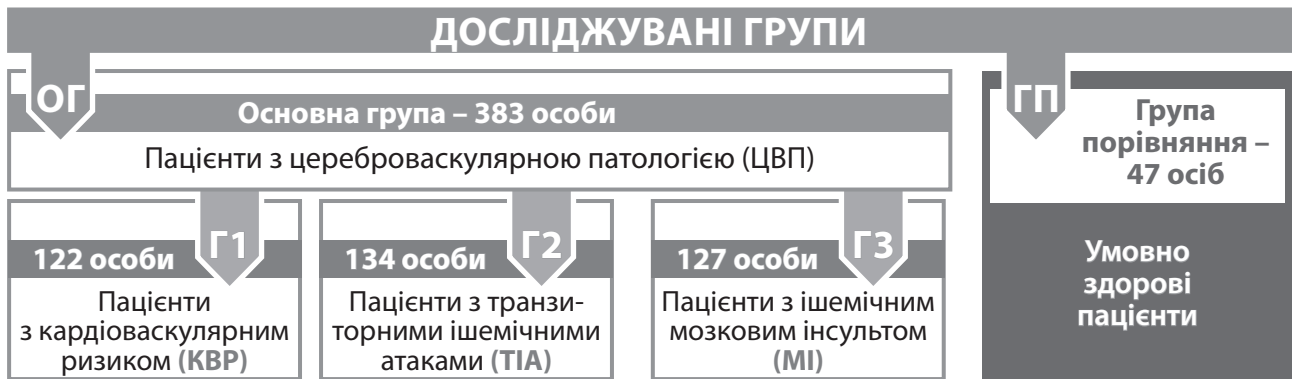 ДОСЛІДЖУВАНІ ГРУПИ
ОГ
Основна група – 383 особи
Пацієнти з цереброваскулярною патологією (ЦВП)
Г1
122 особи
Пацієнти
з кардіоваскулярним
ризиком (КВР)
Г2
134 особи
Пацієнти з транзи-
торними ішемічними
атаками (ТІА)
Г3
127 особи
Пацієнти з ішемічним
мозковим інсультом
(МІ)
ГП
Група
порівняння –
47 осіб
Умовно
здорові
пацієнти